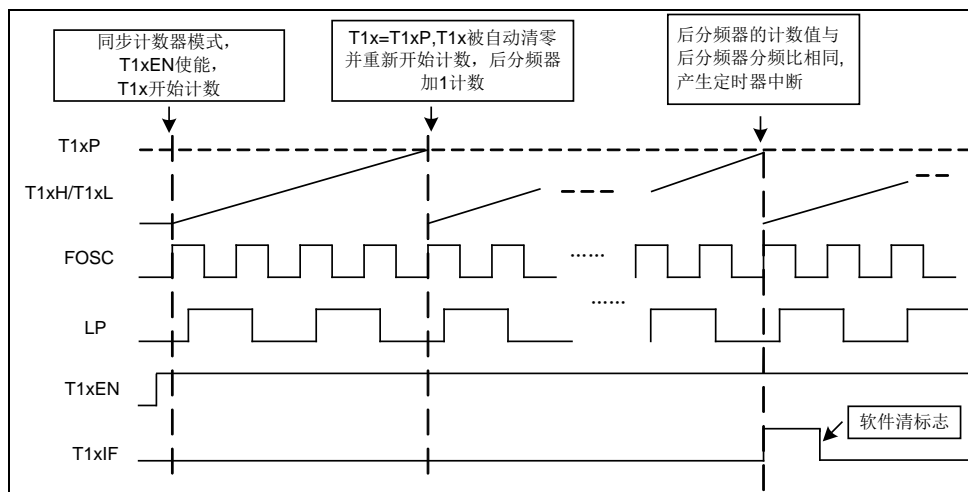 同步计数器模式，
T1xEN使能，
T1x开始计数
T1x=T1xP,T1x被自动清零
并重新开始计数，后分频器
加1计数
后分频器的计数值与
后分频器分频比相同，
产生定时器中断
T1xP
T1xH/T1xL
FOSC
......
......
LP
T1xEN
软件清标志
T1xIF